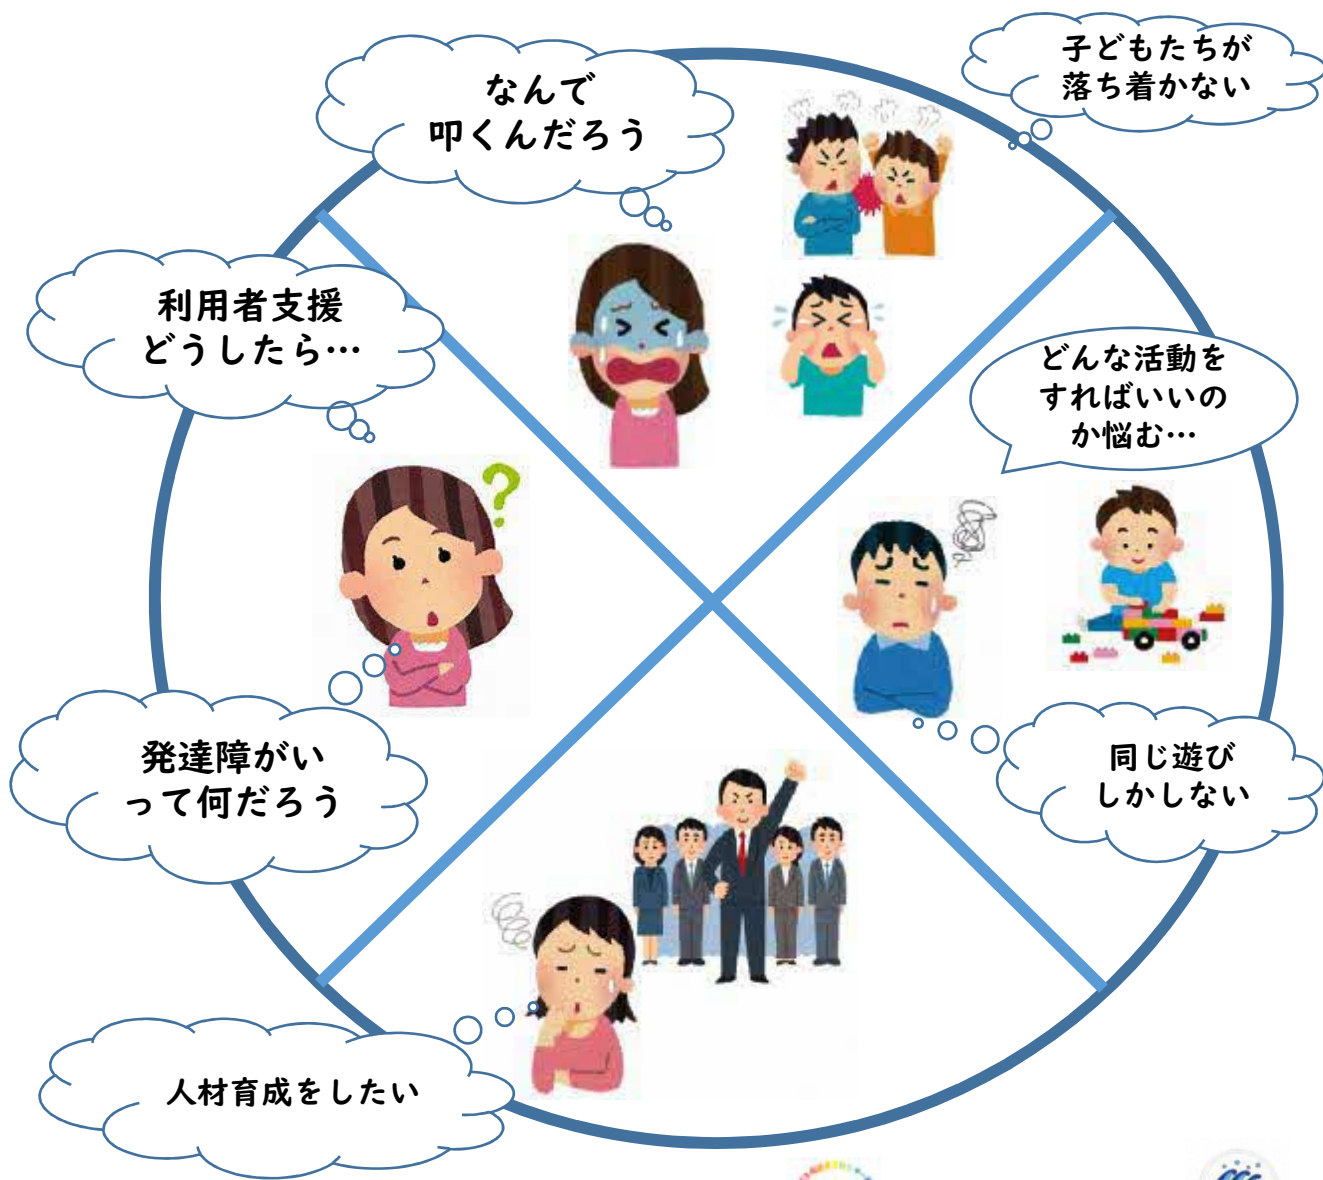 なんで
叩くんだろう
子どもたちが
落ち着かない
利用者支援
どうしたら…
どんな活動を
すればいいの
か悩む…
発達障がい
って何だろう
同じ遊び
しかしない
人材育成をしたい